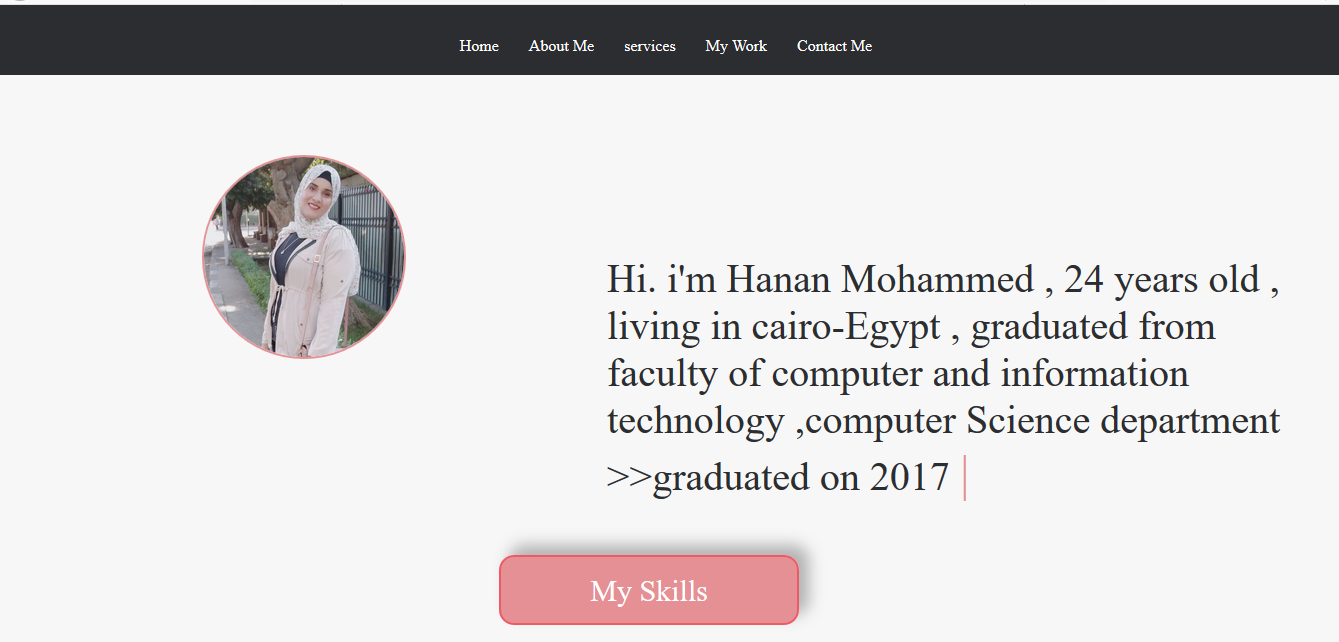 Home About Me services My Work Contact Me
Hi. i'm Hanan Mohammed , 24 years old ,
living in cairo-Egypt , graduated from
faculty of computer and information
technology ,computer Science department
>>graduated on 2017
My Skills